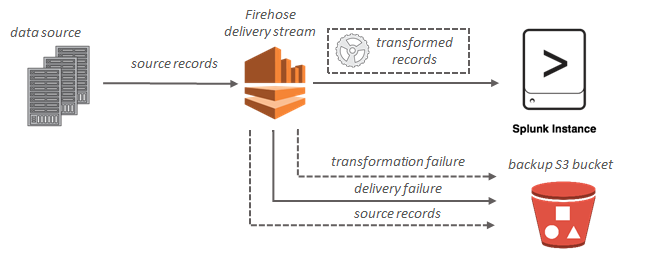 data source
source records
Firehose
delivery stream
transformed
records
>
Splunk Instance
transformation failure
delivery failure
source records
backup S3 bucket